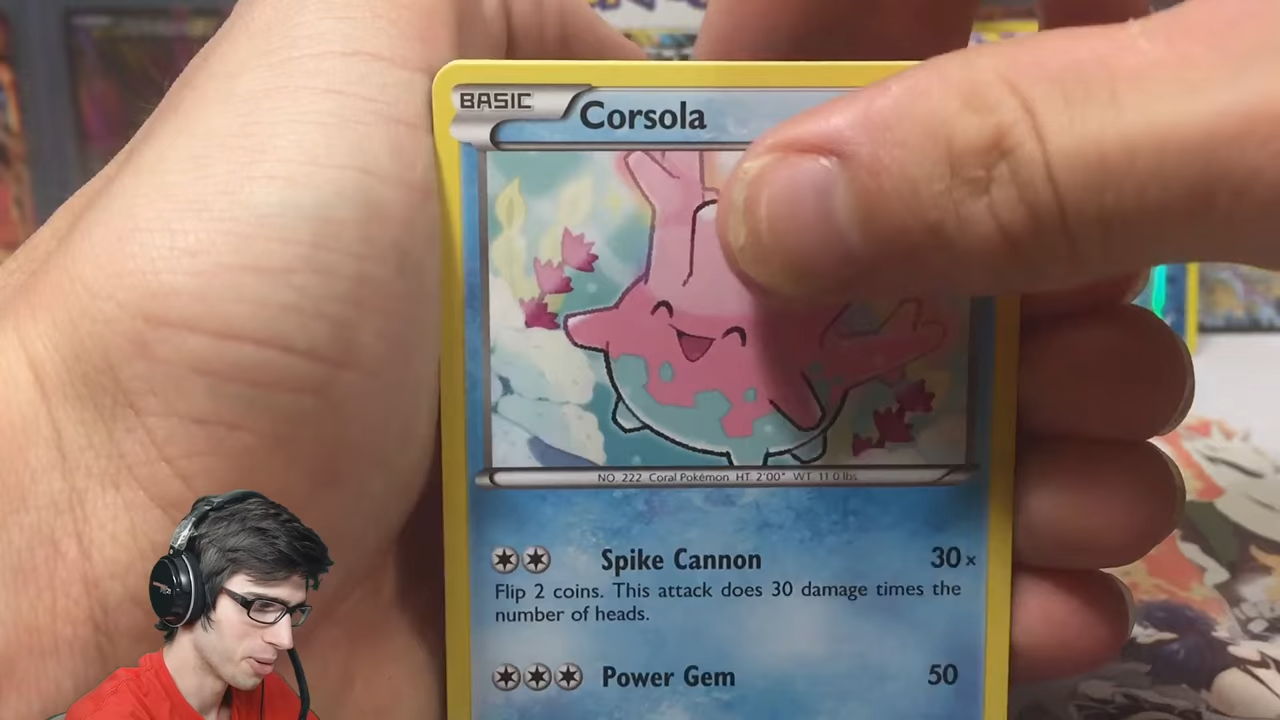 BASIC Corsola
NO. 222 Coral Pokémon HT. 2'00" WT. 11.0 lbs
Spike Cannon 30×
Flip 2 coins. This attack does 30 damage times the
number of heads.
Power Gem 50